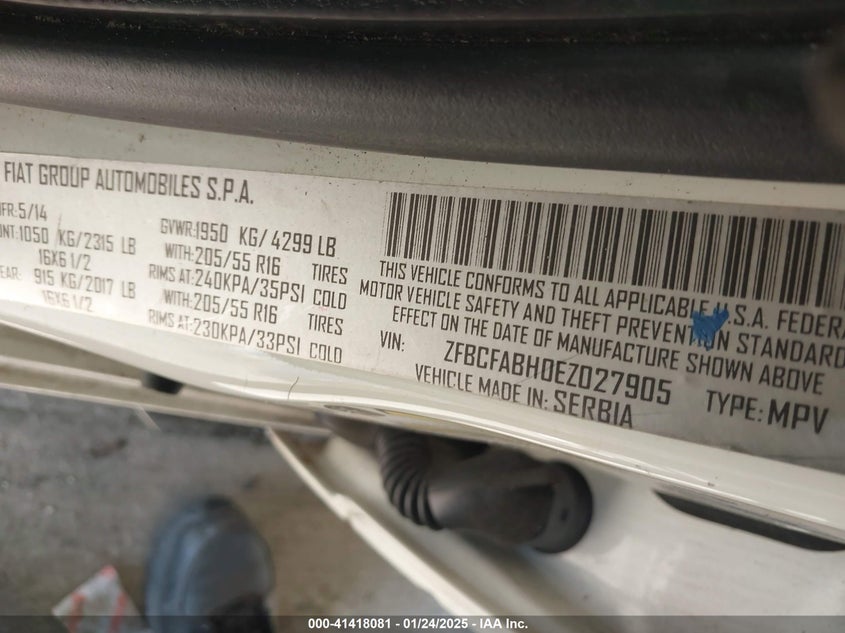 FIAT GROUP AUTOMOBILES S.P.A.
MFR:5/14
GVWR:1950 KG/ 4299 LB
FRONT:1050 KG/2315 LB
WITH:205/55 R16 TIRES
16X6 1/2
RIMS AT:240KPA/35PSI COLD
REAR: 915 KG/2017 LB
WITH:205/55 R16 TIRES
16X6 1/2
RIMS AT:230KPA/33PSI COLD
THIS VEHICLE CONFORMS TO ALL APPLICABLE U.S.A. FEDERA
MOTOR VEHICLE SAFETY AND THEFT PREVENTION STANDARD
EFFECT ON THE DATE OF MANUFACTURE SHOWN ABOVE
VIN: ZFBCFABH0EZ027905 TYPE: MPV
VEHICLE MADE IN: SERBIA
000-41418081 - 01/24/2025 - IAA Inc.